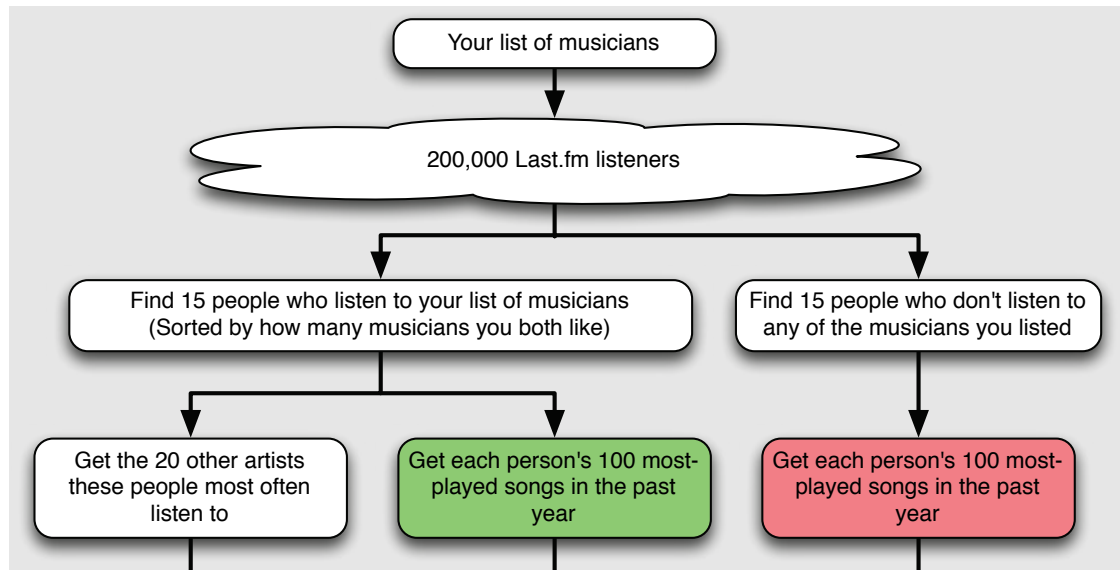 Your list of musicians
200,000 Last.fm listeners
Find 15 people who listen to your list of musicians
(Sorted by how many musicians you both like)
Find 15 people who don't listen to
any of the musicians you listed
Get the 20 other artists
these people most often
listen to
Get each person's 100 most-
played songs in the past
year
Get each person's 100 most-
played songs in the past
year